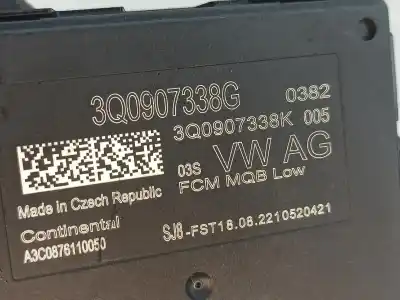 3Q0907338G 0382
3Q0907338K 005
03S VW AG
FCM MQB Low
Made in Czech Republic
Continental
A3C0876110050
SJ8-FST16.08.2210520421